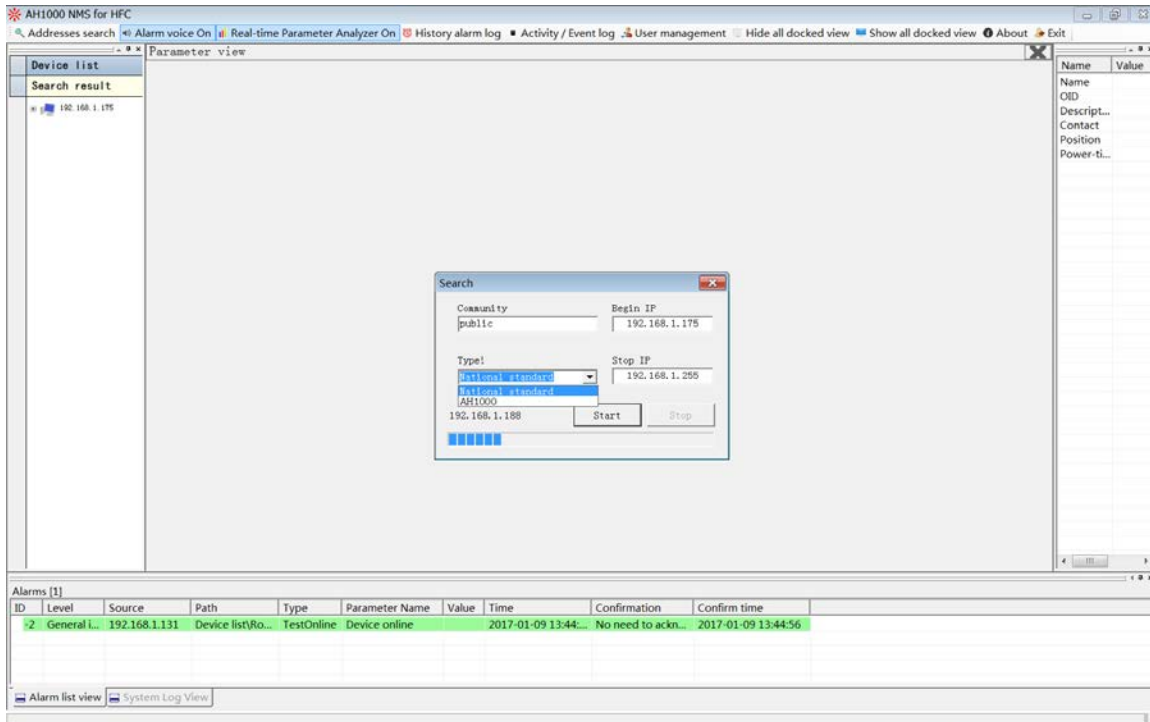 AH1000 NMS for HFC
Addresses search Alarm voice On Real-time Parameter Analyzer On History alarm log Activity / Event log User management Hide all docked view Show all docked view About Exit
Parameter view
Device list
Search result
192.168.1.175
Name Value
Name
OID
Descript...
Contact
Position
Power-ti...
Search
Community Begin IP
public 192.168.1.175
Type! Stop IP
National standard 192.168.1.255
National standard
AH1000
192.168.1.188 Start Stop
Alarms [1]
ID Level Source Path Type Parameter Name Value Time Confirmation Confirm time
-2 General i... 192.168.1.131 Device list\Ro... TestOnline Device online 2017-01-09 13:44:... No need to ackn... 2017-01-09 13:44:56
Alarm list view System Log View